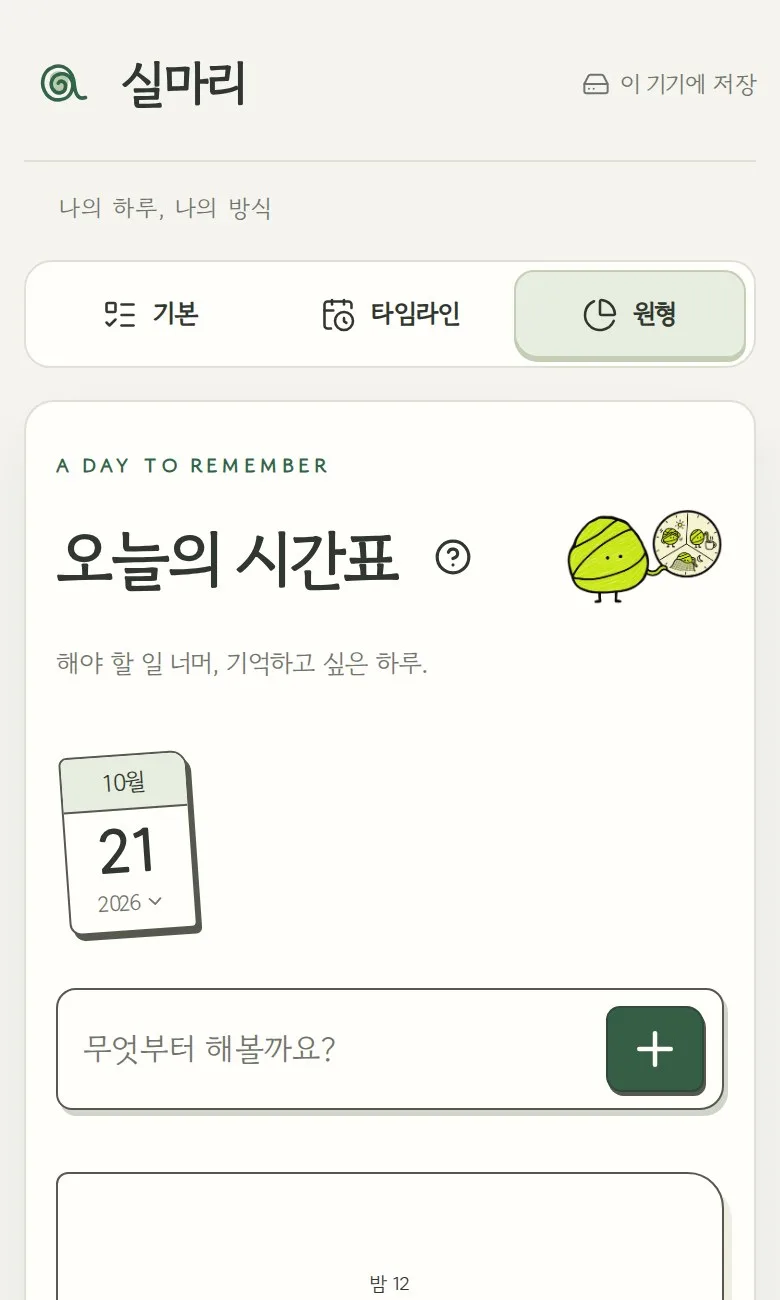 실마리
이 기기에 저장
나의 하루, 나의 방식
기본
타임라인
원형
A DAY TO REMEMBER
오늘의 시간표
해야 할 일 너머, 기억하고 싶은 하루.
10월
21
2026
무엇부터 해볼까요?
밤 12